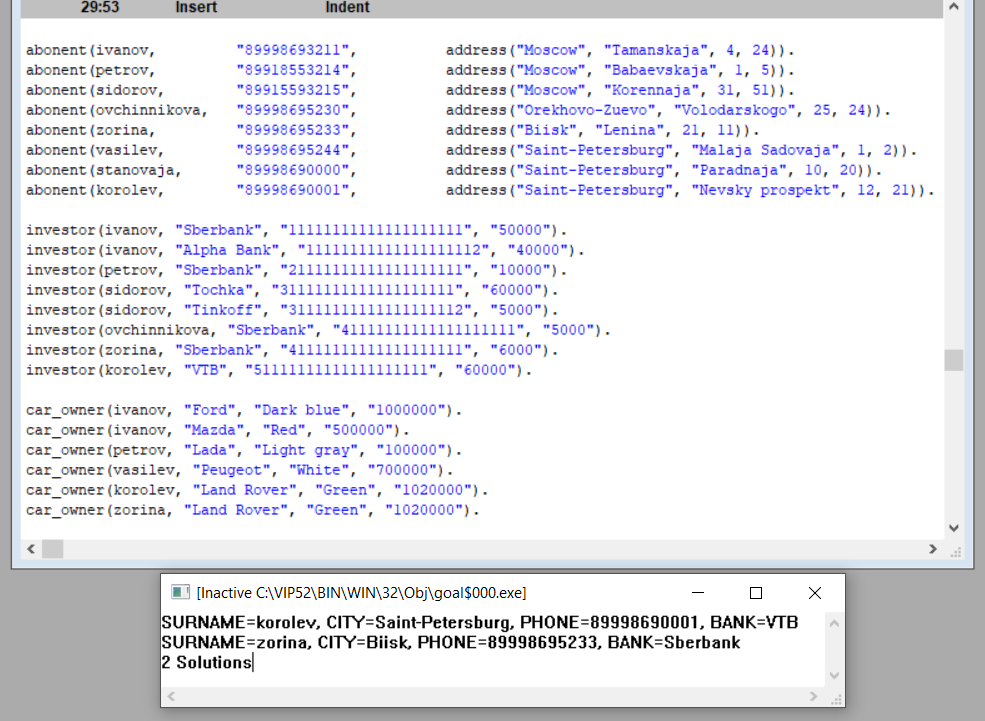 29:53 Insert Indent
abonent(ivanov, "89998693211", address("Moscow", "Tamanskaja", 4, 24)).
abonent(petrov, "89918553214", address("Moscow", "Babaevskaja", 1, 5)).
abonent(sidorov, "89915593215", address("Moscow", "Korennaja", 31, 51)).
abonent(ovchinnikova, "89998695230", address("Orekhovo-Zuevo", "Volodarskogo", 25, 24)).
abonent(zorina, "89998695233", address("Biisk", "Lenina", 21, 11)).
abonent(vasilev, "89998695244", address("Saint-Petersburg", "Malaja Sadovaja", 1, 2)).
abonent(stanovaja, "89998690000", address("Saint-Petersburg", "Paradnaja", 10, 20)).
abonent(korolev, "89998690001", address("Saint-Petersburg", "Nevsky prospekt", 12, 21)).
investor(ivanov, "Sberbank", "11111111111111111111", "50000").
investor(ivanov, "Alpha Bank", "11111111111111111112", "40000").
investor(petrov, "Sberbank", "21111111111111111111", "10000").
investor(sidorov, "Tochka", "31111111111111111111", "60000").
investor(sidorov, "Tinkoff", "31111111111111111112", "5000").
investor(ovchinnikova, "Sberbank", "41111111111111111111", "5000").
investor(zorina, "Sberbank", "41111111111111111111", "6000").
investor(korolev, "VTB", "51111111111111111111", "60000").
car_owner(ivanov, "Ford", "Dark blue", "1000000").
car_owner(ivanov, "Mazda", "Red", "500000").
car_owner(petrov, "Lada", "Light gray", "100000").
car_owner(vasilev, "Peugeot", "White", "700000").
car_owner(korolev, "Land Rover", "Green", "1020000").
car_owner(zorina, "Land Rover", "Green", "1020000").
[Inactive C:\VIP52\BIN\WIN\32\Obj\goal$000.exe]
SURNAME=korolev, CITY=Saint-Petersburg, PHONE=89998690001, BANK=VTB
SURNAME=zorina, CITY=Biisk, PHONE=89998695233, BANK=Sberbank
2 Solutions